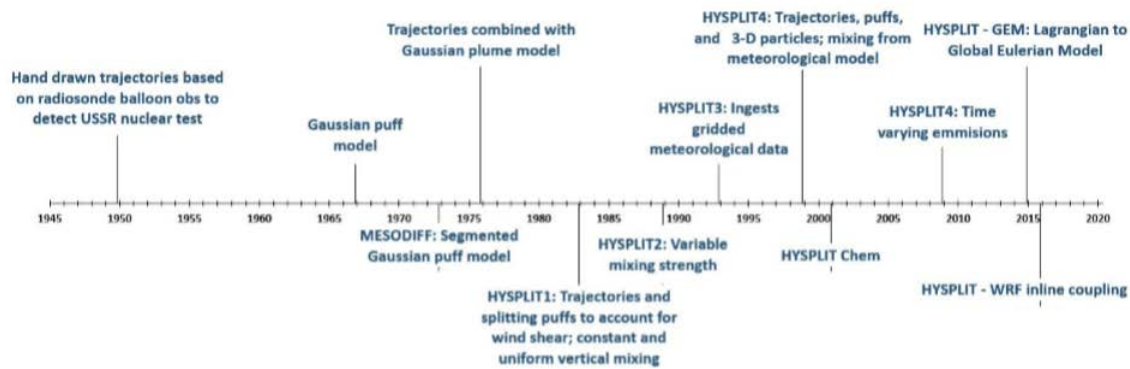 Hand drawn trajectories based
on radiosonde balloon obs to
detect USSR nuclear test
Gaussian puff
model
Trajectories combined with
Gaussian plume model
HYSPLIT3: Ingests
gridded
meteorological data
HYSPLIT4: Trajectories, puffs,
and 3-D particles; mixing from
meteorological model
HYSPLIT4: Time
varying emmisions
HYSPLIT - GEM: Lagrangian to
Global Eulerian Model
1945 1950 1955 1960 1965 1970 1975 1980 1985 1990 1995 2000 2005 2010 2015 2020
MESODIFF: Segmented
Gaussian puff model
HYSPLIT1: Trajectories and
splitting puffs to account for
wind shear; constant and
uniform vertical mixing
HYSPLIT2: Variable
mixing strength
HYSPLIT Chem
HYSPLIT - WRF inline coupling